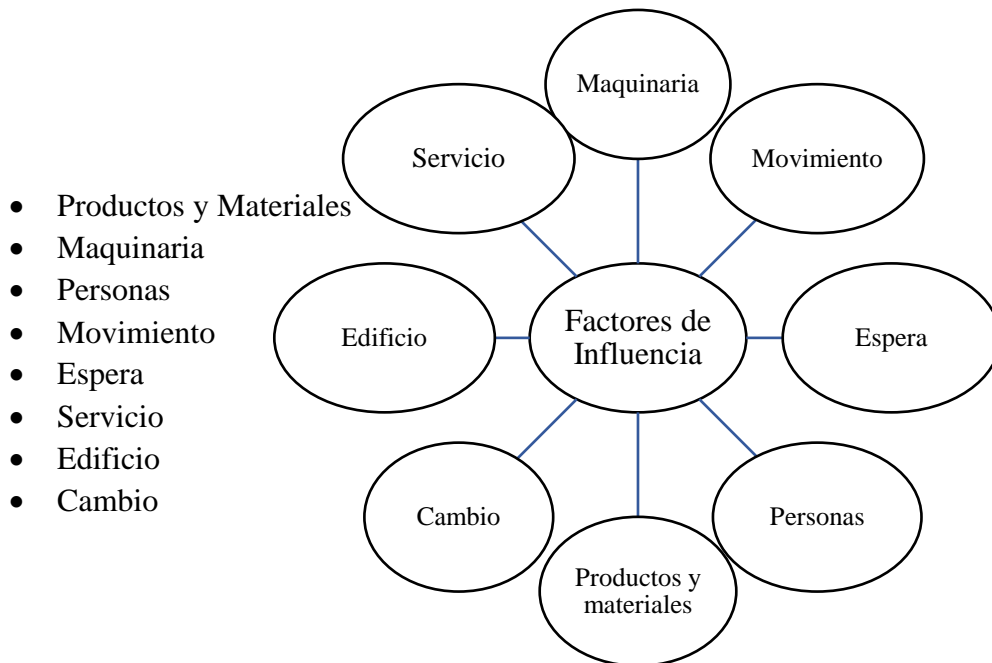 • Productos y Materiales
• Maquinaria
• Personas
• Movimiento
• Espera
• Servicio
• Edificio
• Cambio
Maquinaria
Servicio
Movimiento
Edificio
Factores de
Influencia
Espera
Cambio
Personas
Productos y
materiales